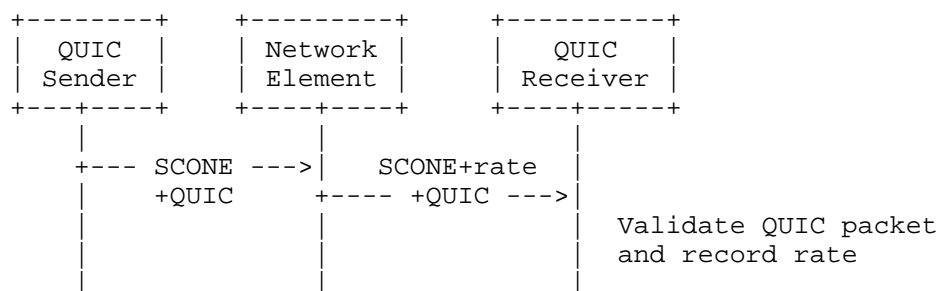 +--------+     +---------+     +----------+
|  QUIC  |     | Network |     |   QUIC   |
| Sender |     | Element |     | Receiver |
+---+----+     +----+----+     +----+-----+
    |               |               |
    +--- SCONE --->|   SCONE+rate   |
    |    +QUIC      +---- +QUIC --->|
    |               |               |  Validate QUIC packet
    |               |               |  and record rate
    |               |               |